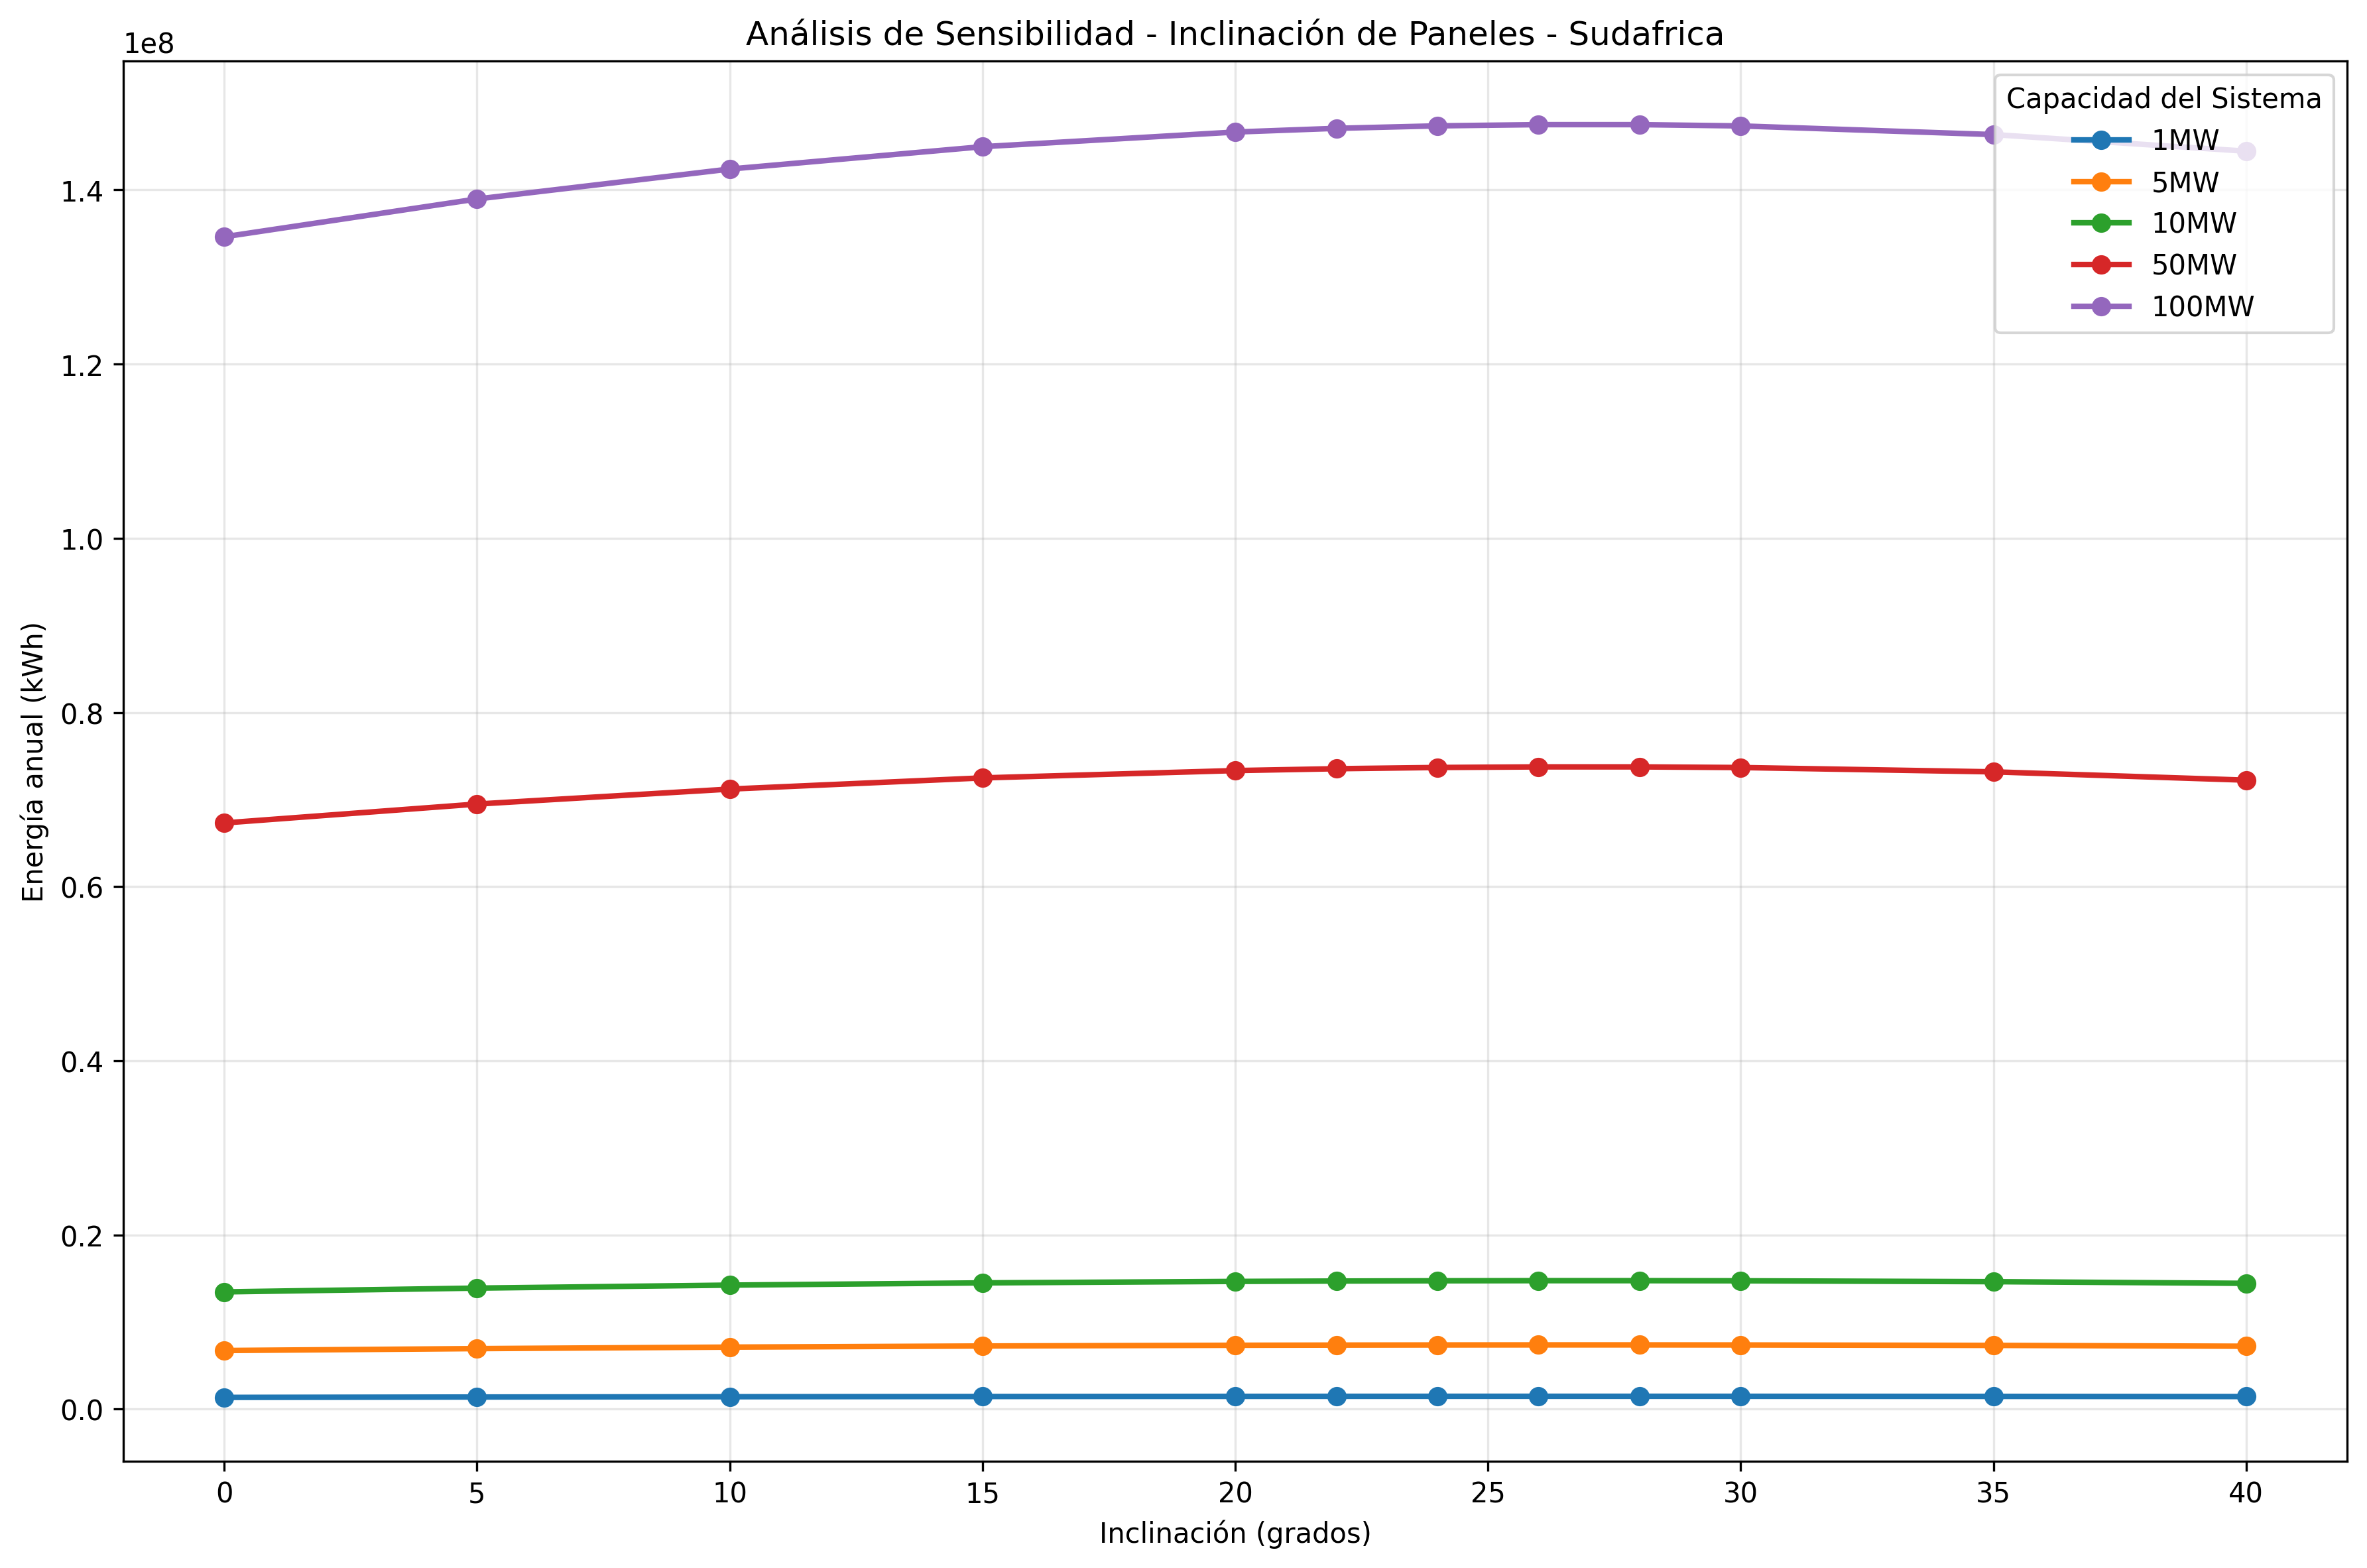 Análisis de Sensibilidad - Inclinación de Paneles - Sudafrica
1e8
Capacidad del Sistema
1MW
5MW
10MW
50MW
100MW
1.4
1.2
1.0
0.8
0.6
0.4
0.2
0.0
Energía anual (kWh)
0 5 10 15 20 25 30 35 40
Inclinación (grados)